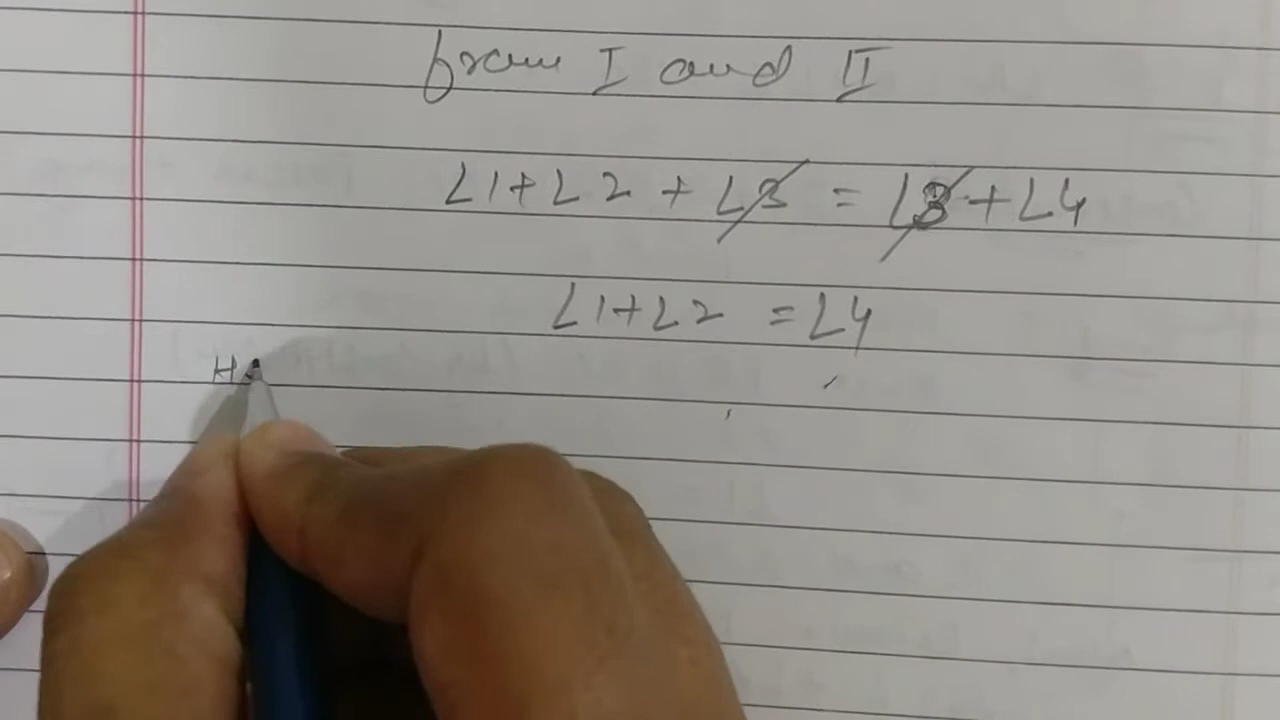 from I and II
∠1+∠2 + ∠3 = ∠3 + ∠4
∠1+∠2 = ∠4
H